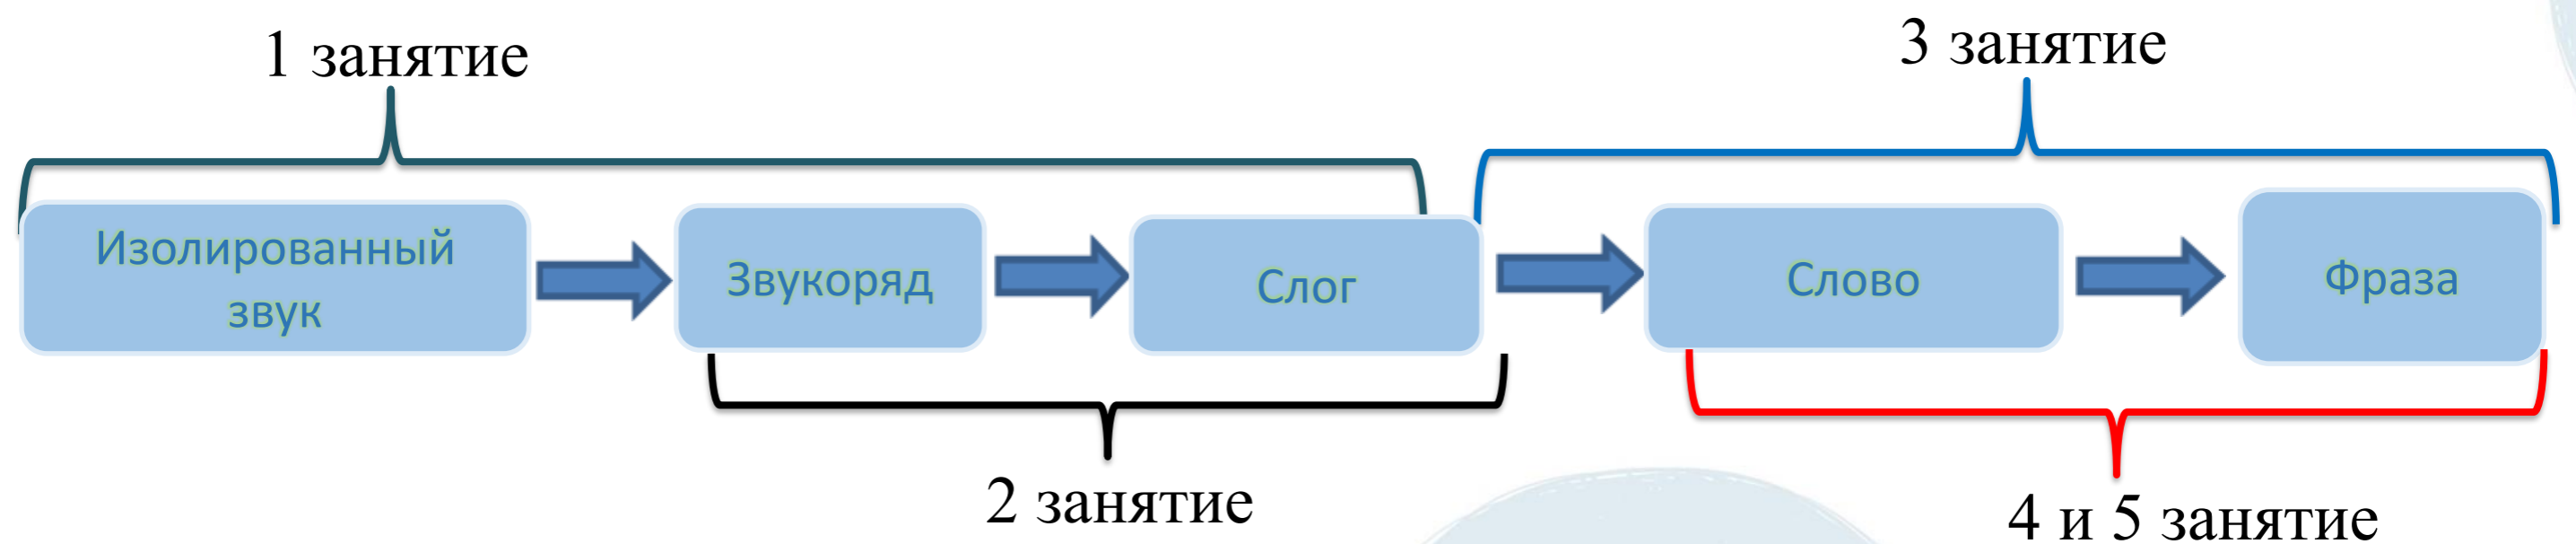 1 занятие
3 занятие
Изолированный
звук
Звукоряд
Слог
Слово
Фраза
2 занятие
4 и 5 занятие